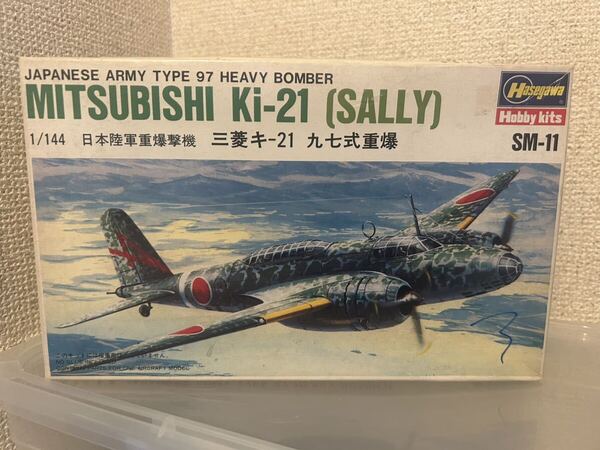 JAPANESE ARMY TYPE 97 HEAVY BOMBER
MITSUBISHI Ki-21 (SALLY)
1/144 日本陸軍重爆撃機 三菱キ-21 九七式重爆
Hasegawa
Hobby kits
SM-11